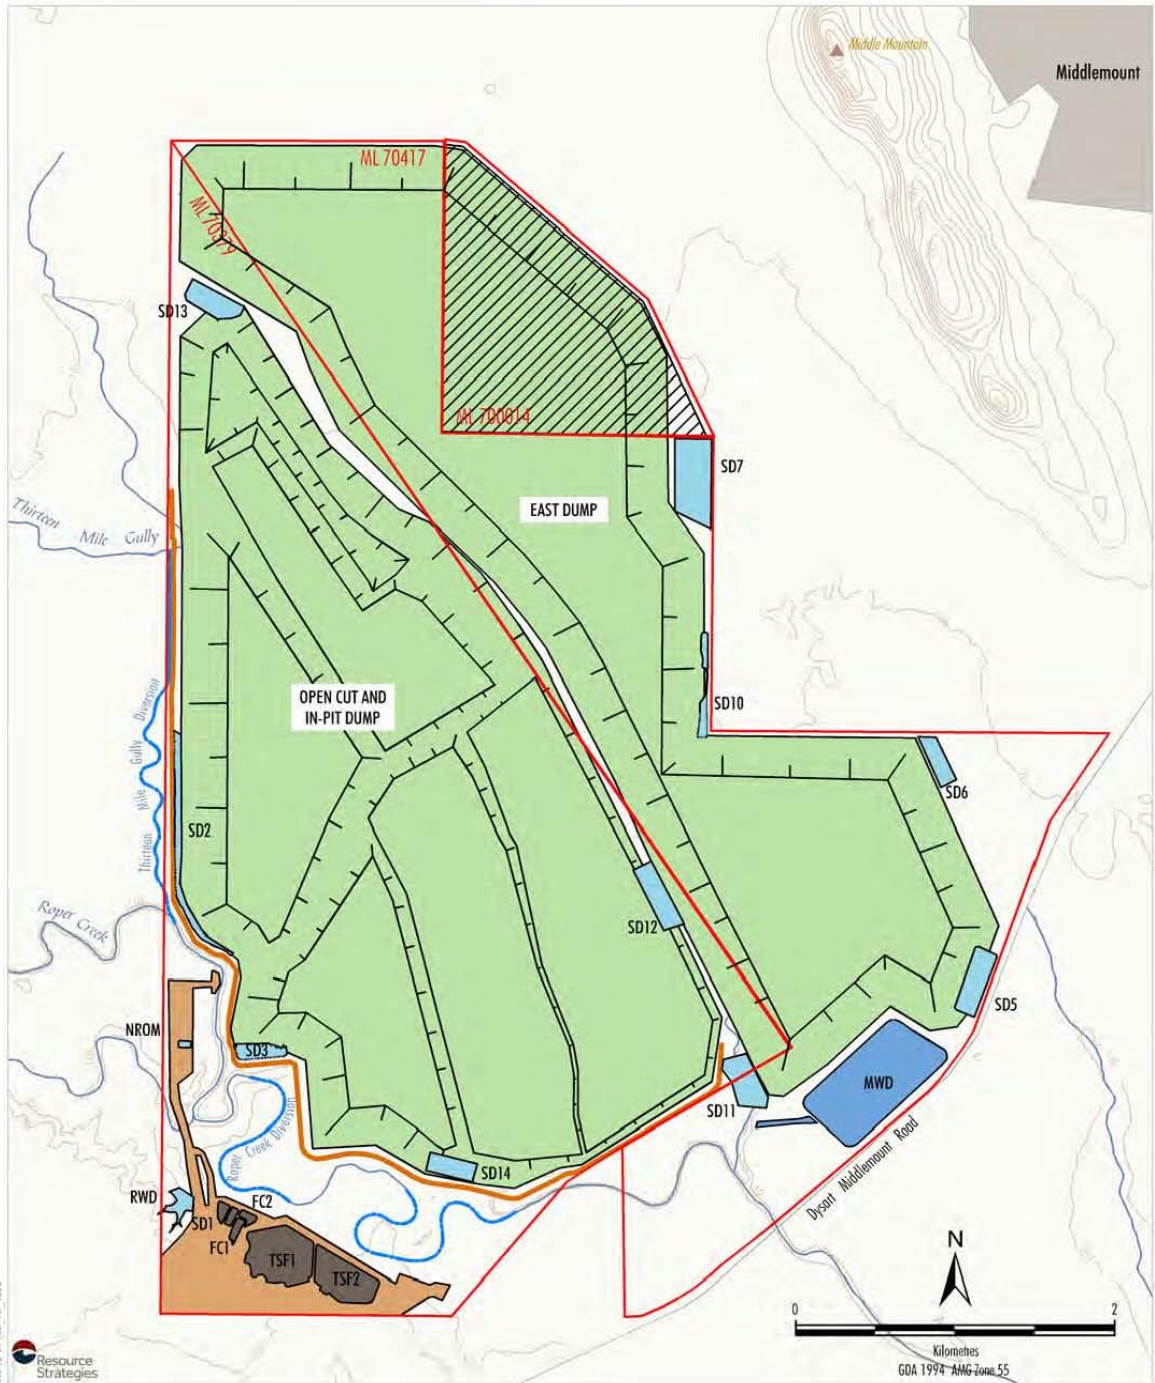 Middle Mountain
Middlemount
ML 70417
ML 70379
SD13
ML 700014
SD7
EAST DUMP
Thirteen Mile Gully
OPEN CUT AND
IN-PIT DUMP
SD10
Thirteen Mile Gully Diversion
SD6
SD2
Roper Creek
SD12
SD5
NROM
SD3
MWD
SD11
Roper Creek Diversion
Dysart Middlemount Road
SD14
RWD
SD1
FC2
FC1
TSF1
TSF2
N
0
2
Kilometres
GDA 1994 AMG Zone 55
Resource
Strategies